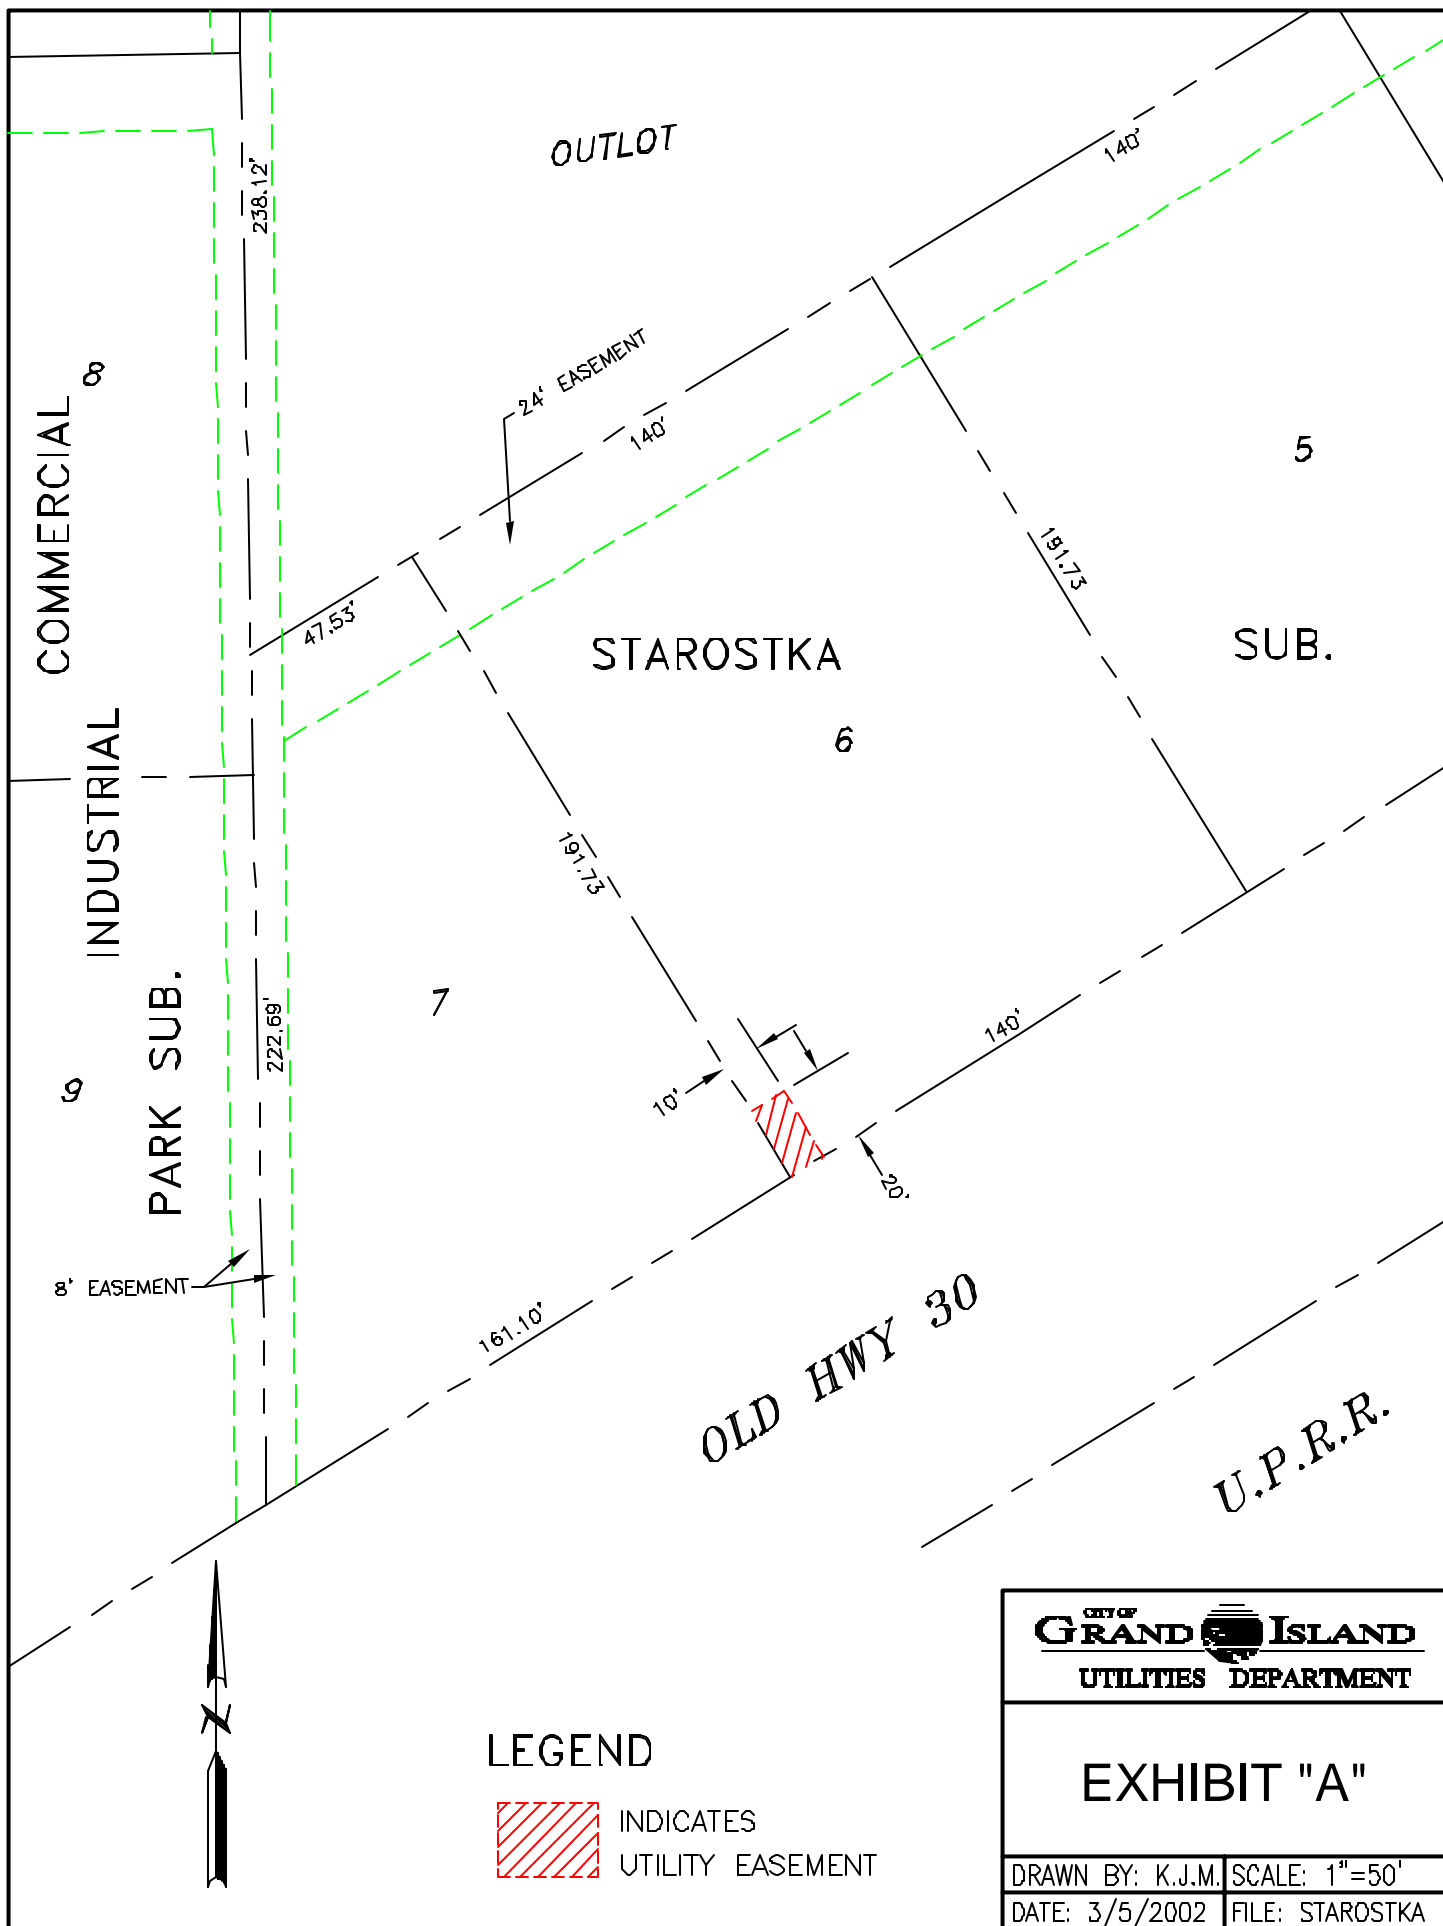 OUTLOT
140'
238.12'
8
24' EASEMENT
140'
5
COMMERCIAL
191.73
47.53'
STAROSTKA
SUB.
6
INDUSTRIAL
191.73
7
PARK SUB.
222.69'
140'
9
10'
20'
8' EASEMENT
161.10'
OLD HWY 30
U.P.R.R.
N
CITY OF
GRAND ISLAND
UTILITIES DEPARTMENT
LEGEND
INDICATES
UTILITY EASEMENT
EXHIBIT "A"
DRAWN BY: K.J.M.
SCALE: 1"=50'
DATE: 3/5/2002
FILE: STAROSTKA